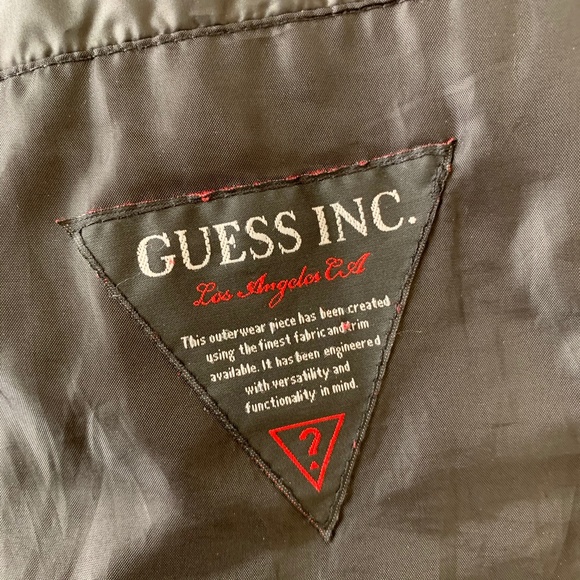 GUESS INC.
Los Angeles CA
This outerwear piece has been created
using the finest fabric and trim
available. It has been engineered
with versatility and
functionality in mind.
?